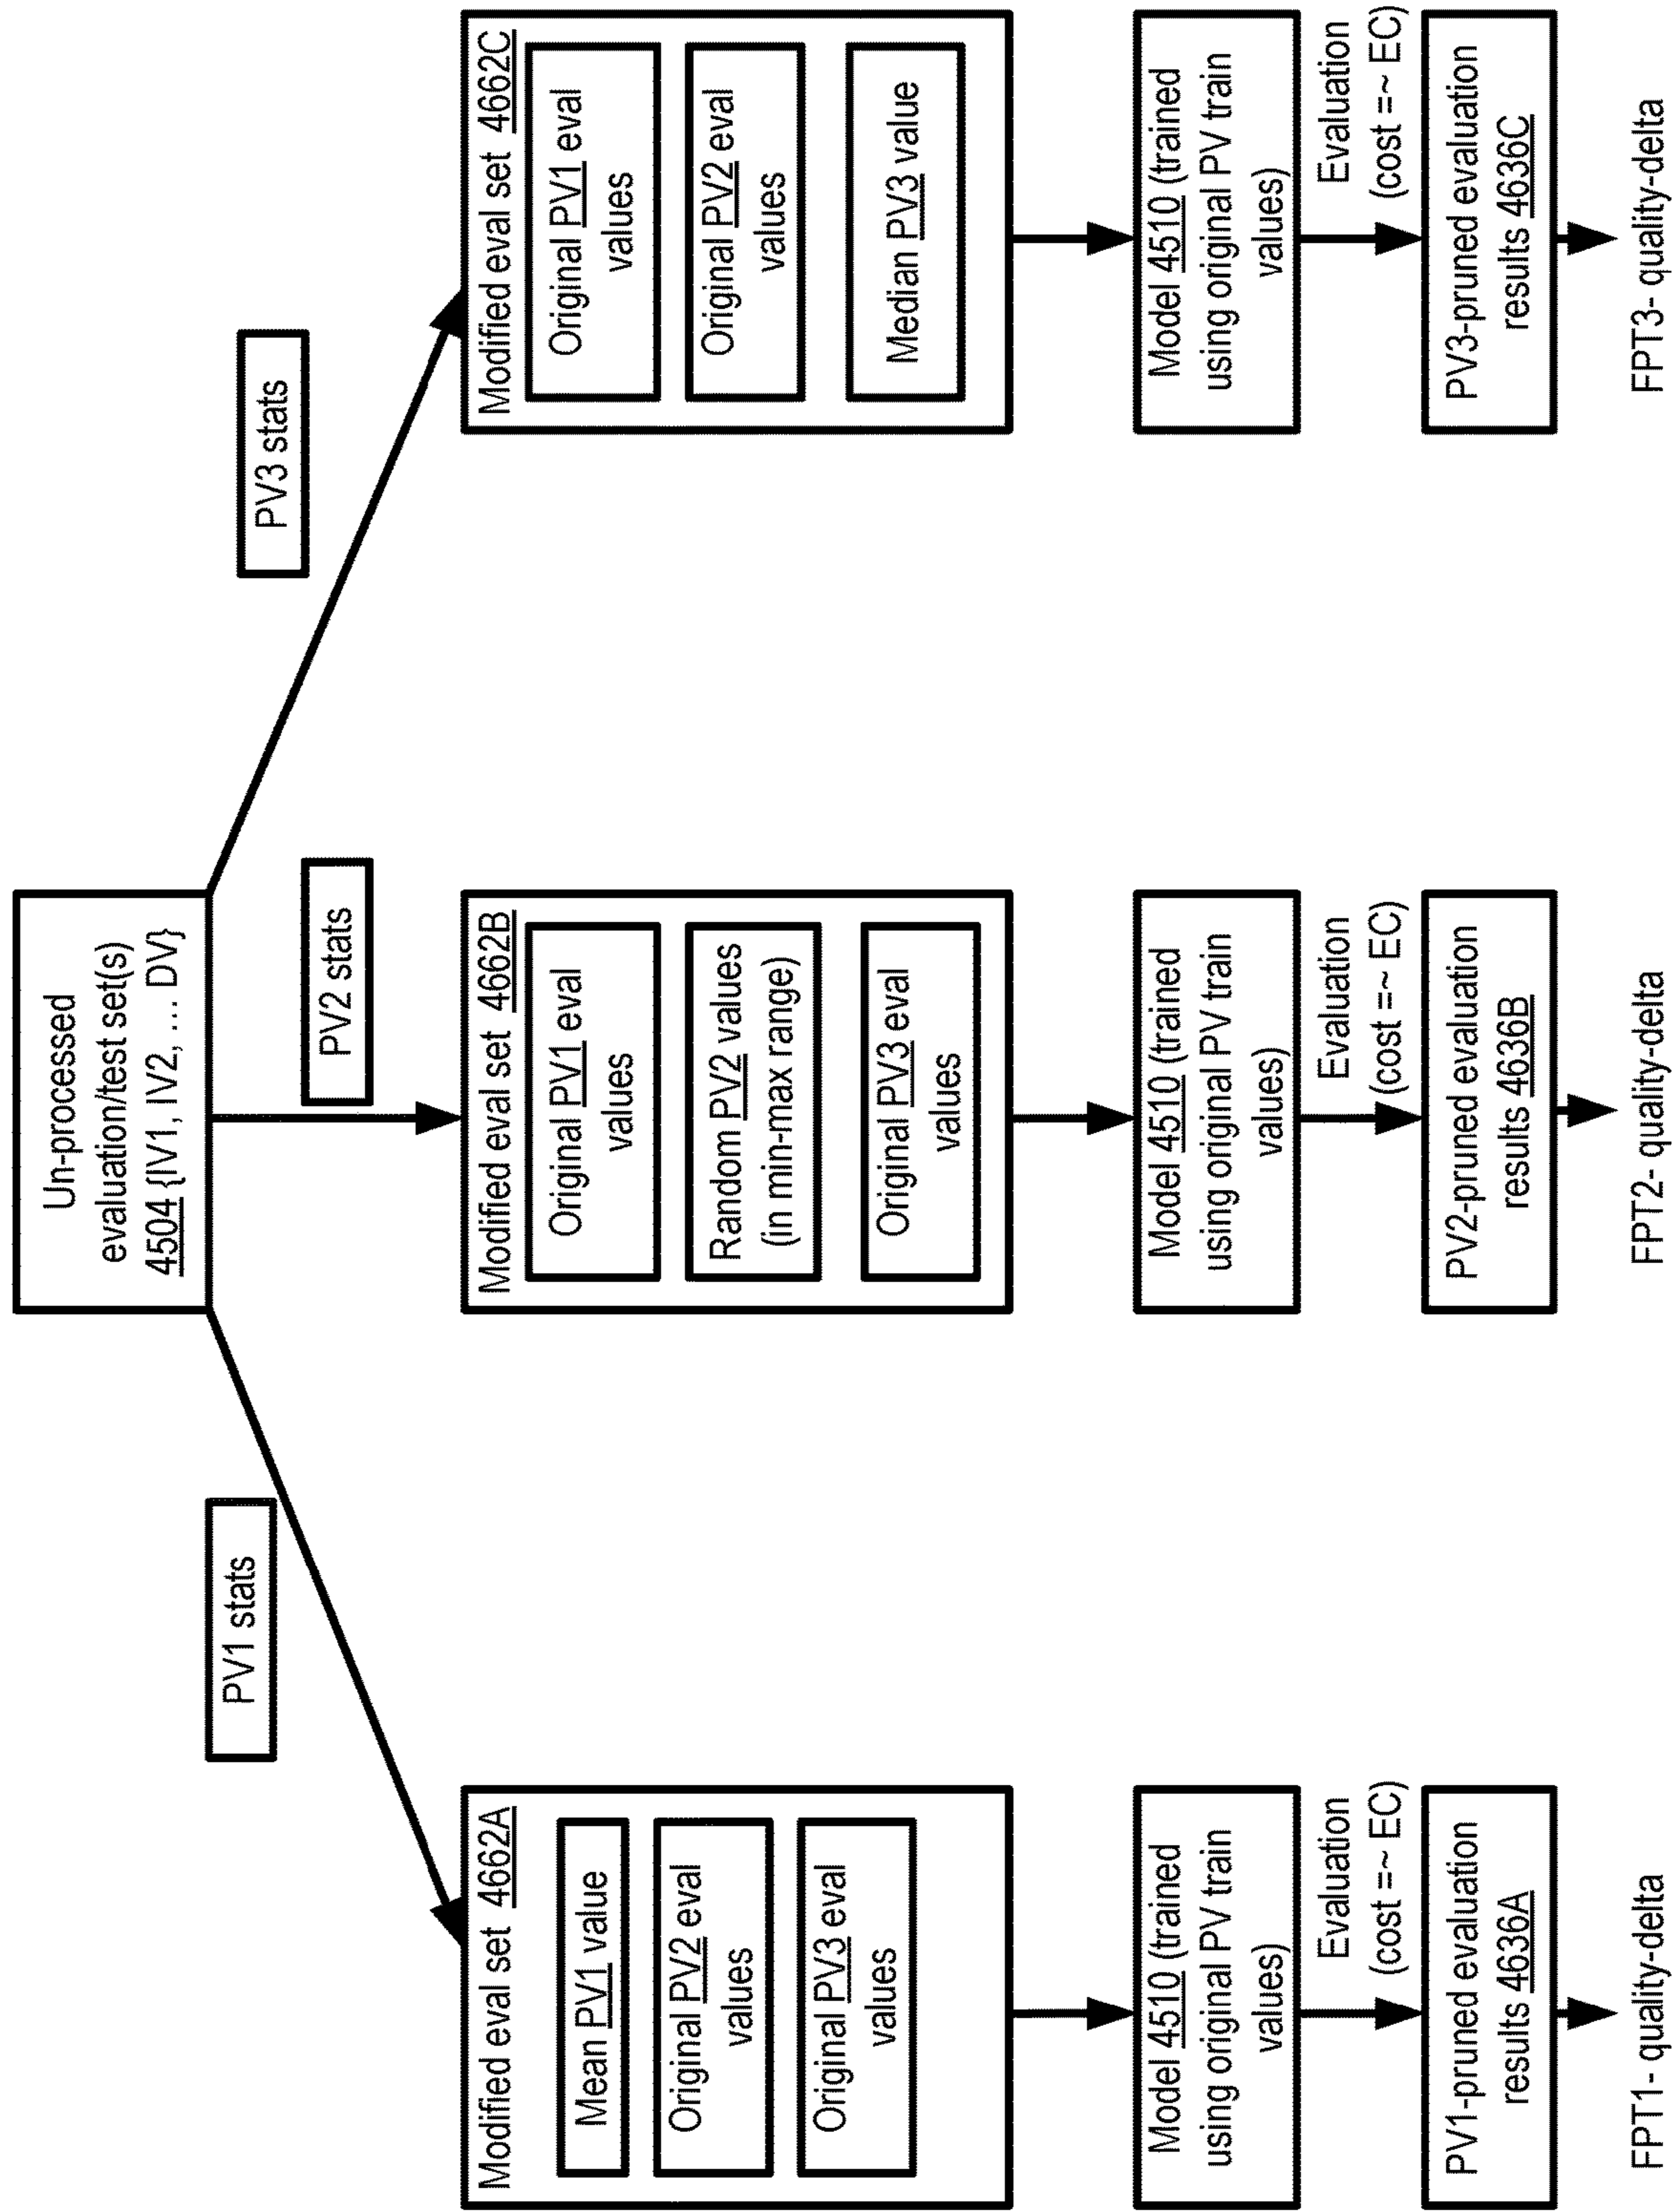 Un-processed
evaluation/test set(s)
4504 {IV1, IV2, ... DV}
PV1 stats
PV2 stats
PV3 stats
Modified eval set 4662A
Mean PV1 value
Original PV2 eval
values
Original PV3 eval
values
Model 4510 (trained
using original PV train
values)
Evaluation
(cost =~ EC)
PV1-pruned evaluation
results 4636A
FPT1- quality-delta
Modified eval set 4662B
Original PV1 eval
values
Random PV2 values
(in min-max range)
Original PV3 eval
values
Model 4510 (trained
using original PV train
values)
Evaluation
(cost =~ EC)
PV2-pruned evaluation
results 4636B
FPT2- quality-delta
Modified eval set 4662C
Original PV1 eval
values
Original PV2 eval
values
Median PV3 value
Model 4510 (trained
using original PV train
values)
Evaluation
(cost =~ EC)
PV3-pruned evaluation
results 4636C
FPT3- quality-delta